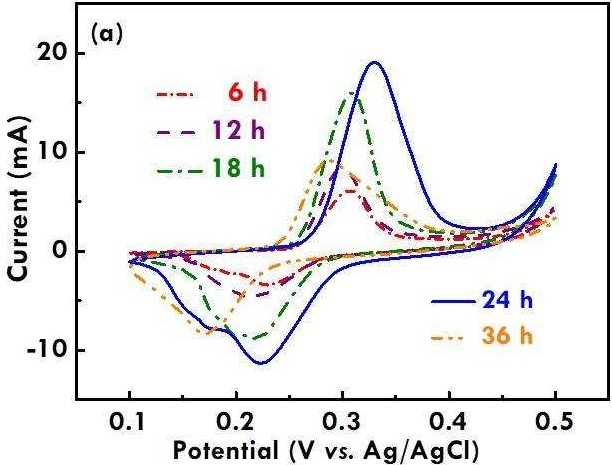 (a)
20
10
0
-10
Current (mA)
6 h
12 h
18 h
24 h
36 h
0.1 0.2 0.3 0.4 0.5
Potential (V vs. Ag/AgCl)